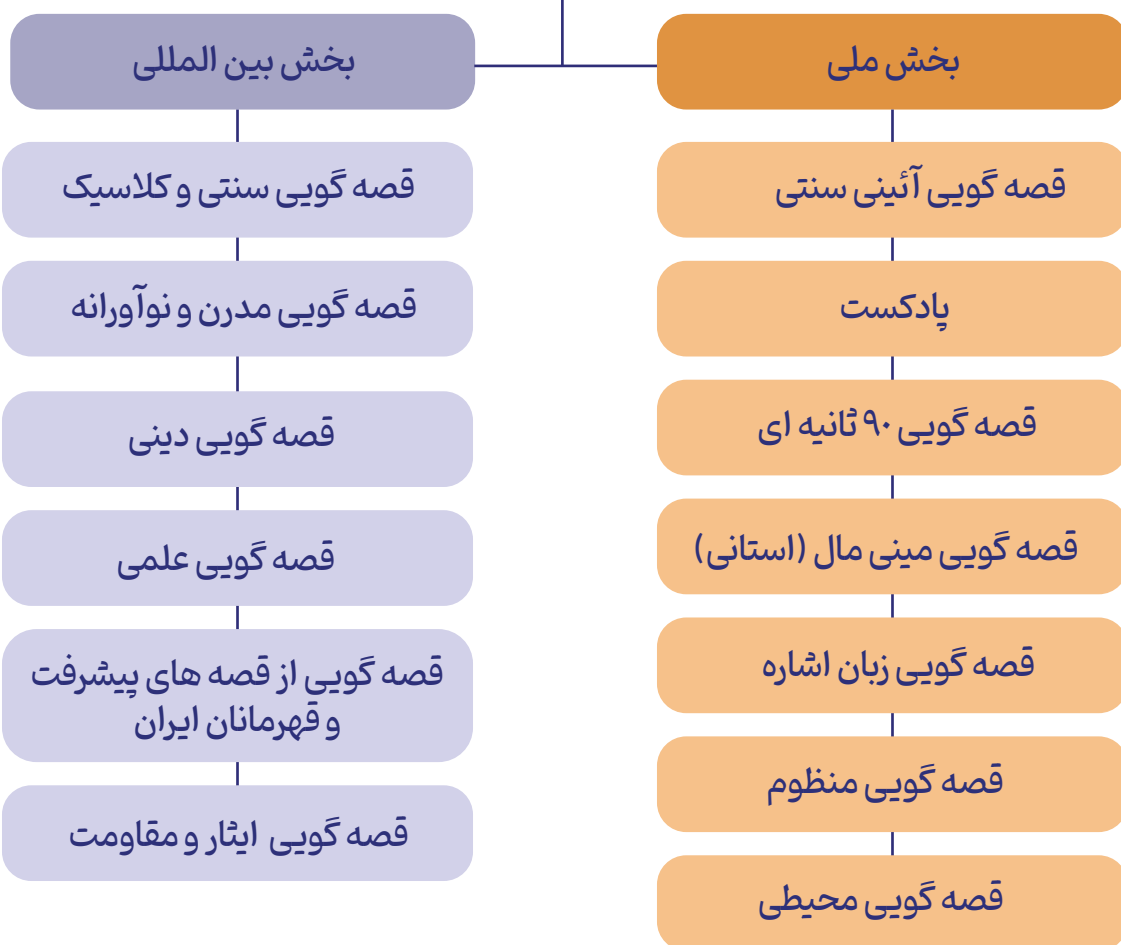 بخش ملی
قصه گویی آئینی سنتی
پادکست
قصه گویی ۹۰ ثانیه ای
قصه گویی مینی مال (استانی)
قصه گویی زبان اشاره
قصه گویی منظوم
قصه گویی محیطی
بخش بین المللی
قصه گویی سنتی و کلاسیک
قصه گویی مدرن و نوآورانه
قصه گویی دینی
قصه گویی علمی
قصه گویی از قصه های پیشرفت
و قهرمانان ایران
قصه گویی ایثار و مقاومت